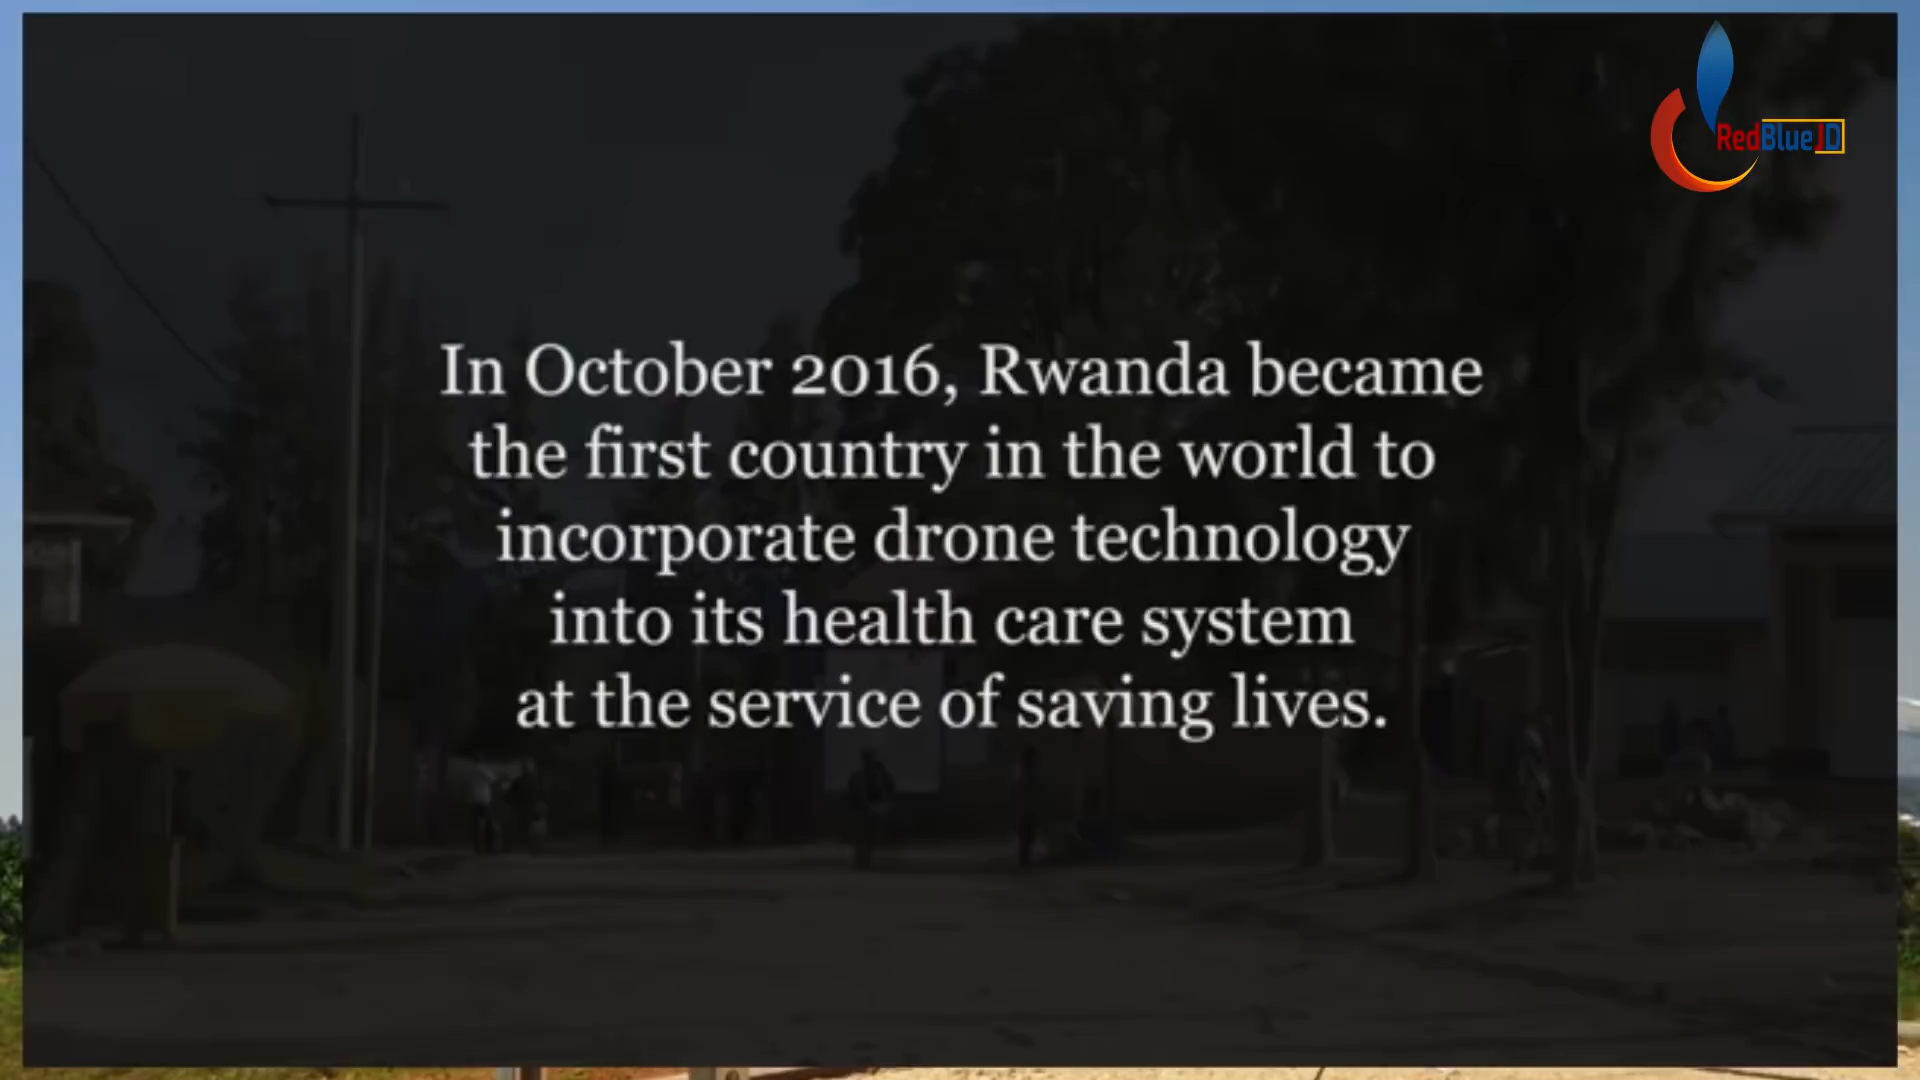 RedBlueJD
In October 2016, Rwanda became
the first country in the world to
incorporate drone technology
into its health care system
at the service of saving lives.